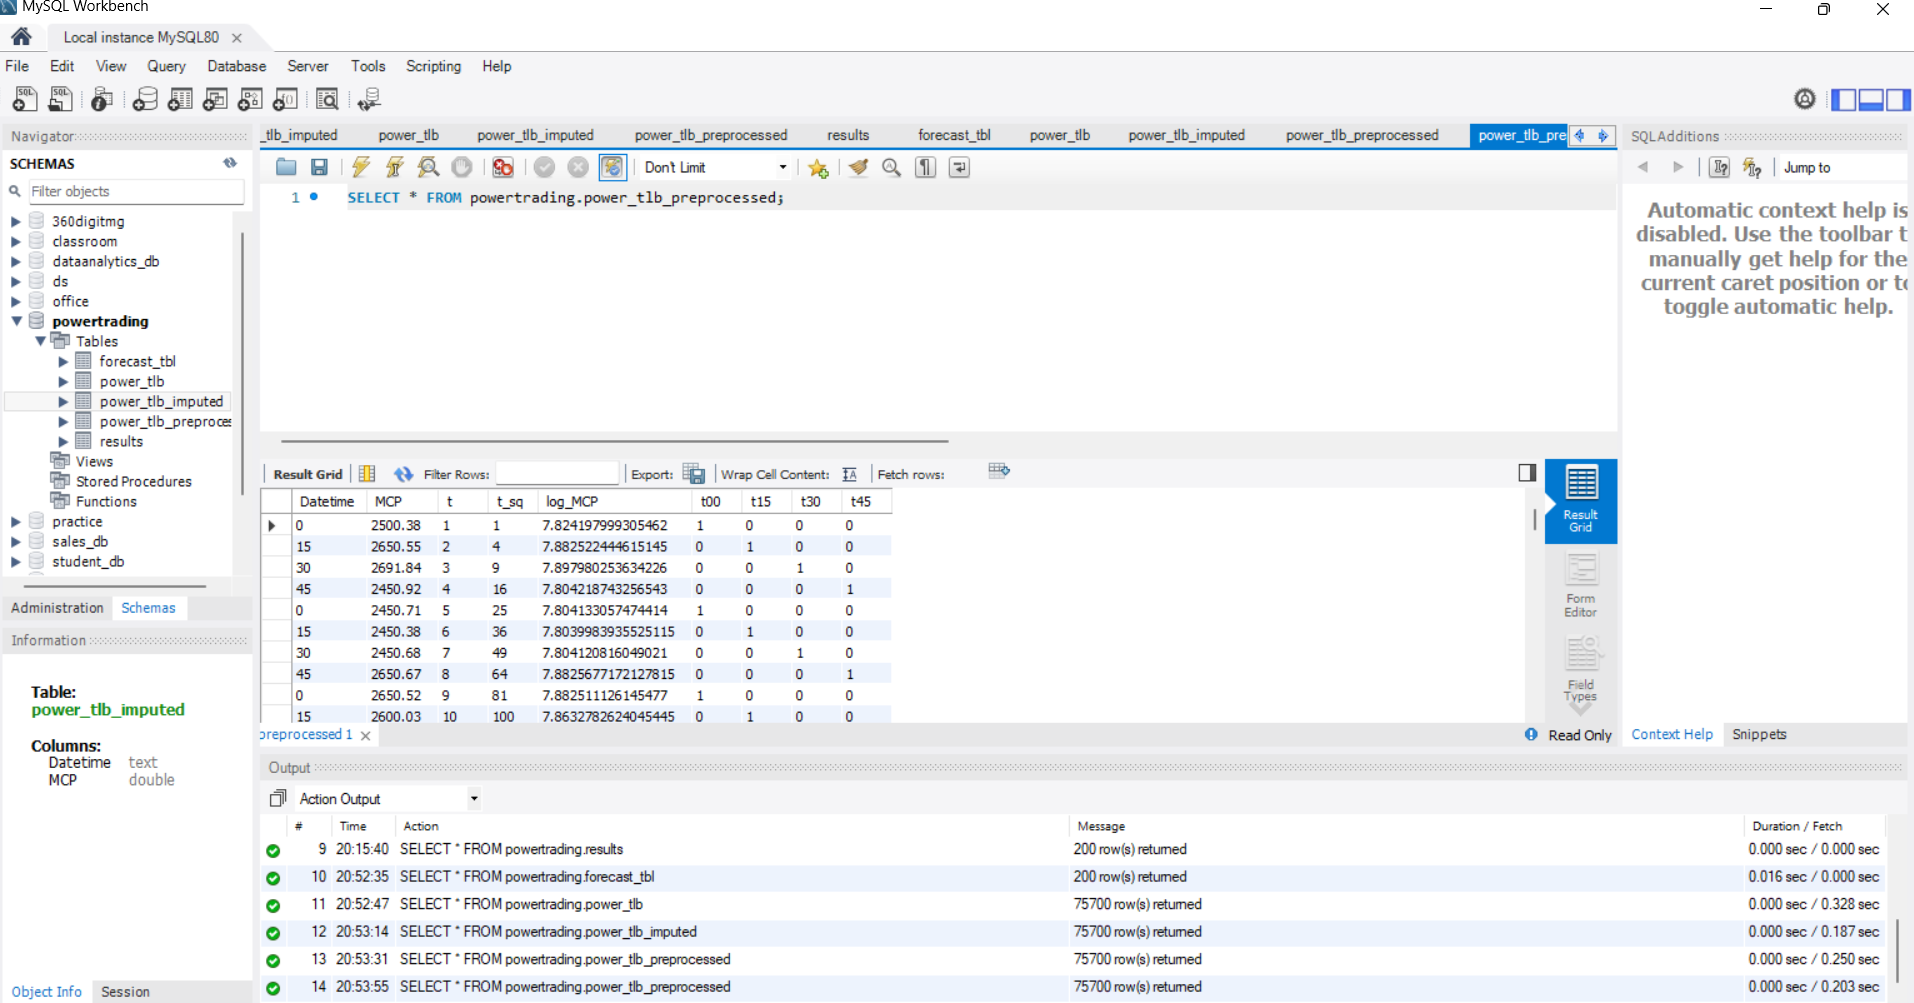 MySQL Workbench
Local instance MySQL80
File Edit View Query Database Server Tools Scripting Help
Navigator
SCHEMAS
Filter objects
360digitmg
classroom
dataanalytics_db
ds
office
powertrading
Tables
forecast_tbl
power_tlb
power_tlb_imputed
power_tlb_preproces
results
Views
Stored Procedures
Functions
practice
sales_db
student_db
Administration Schemas
Information
Table:
power_tlb_imputed
Columns:
Datetime text
MCP double
Object Info Session
_tlb_imputed power_tlb power_tlb_imputed power_tlb_preprocessed results forecast_tbl power_tlb power_tlb_imputed power_tlb_preprocessed power_tlb_pre
Don't Limit
1 SELECT * FROM powertrading.power_tlb_preprocessed;
Result Grid Filter Rows: Export: Wrap Cell Content: Fetch rows:
Datetime MCP t t_sq log_MCP t00 t15 t30 t45
0 2500.38 1 1 7.824197999305462 1 0 0 0
15 2650.55 2 4 7.882522444615145 0 1 0 0
30 2691.84 3 9 7.897980253634226 0 0 1 0
45 2450.92 4 16 7.804218743256543 0 0 0 1
0 2450.71 5 25 7.804133057474414 1 0 0 0
15 2450.38 6 36 7.8039983935525115 0 1 0 0
30 2450.68 7 49 7.804120816049021 0 0 1 0
45 2650.67 8 64 7.8825677172127815 0 0 0 1
0 2650.52 9 81 7.882511126145477 1 0 0 0
15 2600.03 10 100 7.8632782624045445 0 1 0 0
Result
Grid
Form
Editor
Field
Types
preprocessed 1
Read Only
SQLAdditions
Jump to
Automatic context help is
disabled. Use the toolbar t
manually get help for the
current caret position or to
toggle automatic help.
Context Help Snippets
Output
Action Output
# Time Action Message Duration / Fetch
9 20:15:40 SELECT * FROM powertrading.results 200 row(s) returned 0.000 sec / 0.000 sec
10 20:52:35 SELECT * FROM powertrading.forecast_tbl 200 row(s) returned 0.016 sec / 0.000 sec
11 20:52:47 SELECT * FROM powertrading.power_tlb 75700 row(s) returned 0.000 sec / 0.328 sec
12 20:53:14 SELECT * FROM powertrading.power_tlb_imputed 75700 row(s) returned 0.000 sec / 0.187 sec
13 20:53:31 SELECT * FROM powertrading.power_tlb_preprocessed 75700 row(s) returned 0.000 sec / 0.250 sec
14 20:53:55 SELECT * FROM powertrading.power_tlb_preprocessed 75700 row(s) returned 0.000 sec / 0.203 sec